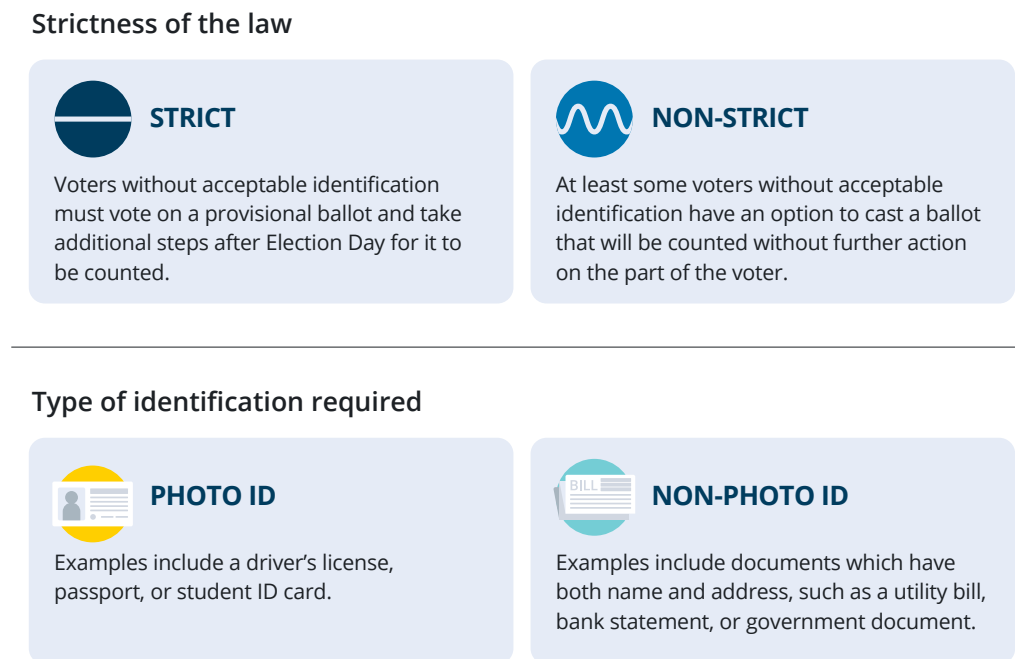 Strictness of the law
STRICT
Voters without acceptable identification
must vote on a provisional ballot and take
additional steps after Election Day for it to
be counted.
NON-STRICT
At least some voters without acceptable
identification have an option to cast a ballot
that will be counted without further action
on the part of the voter.
Type of identification required
PHOTO ID
Examples include a driver’s license,
passport, or student ID card.
BILL
NON-PHOTO ID
Examples include documents which have
both name and address, such as a utility bill,
bank statement, or government document.